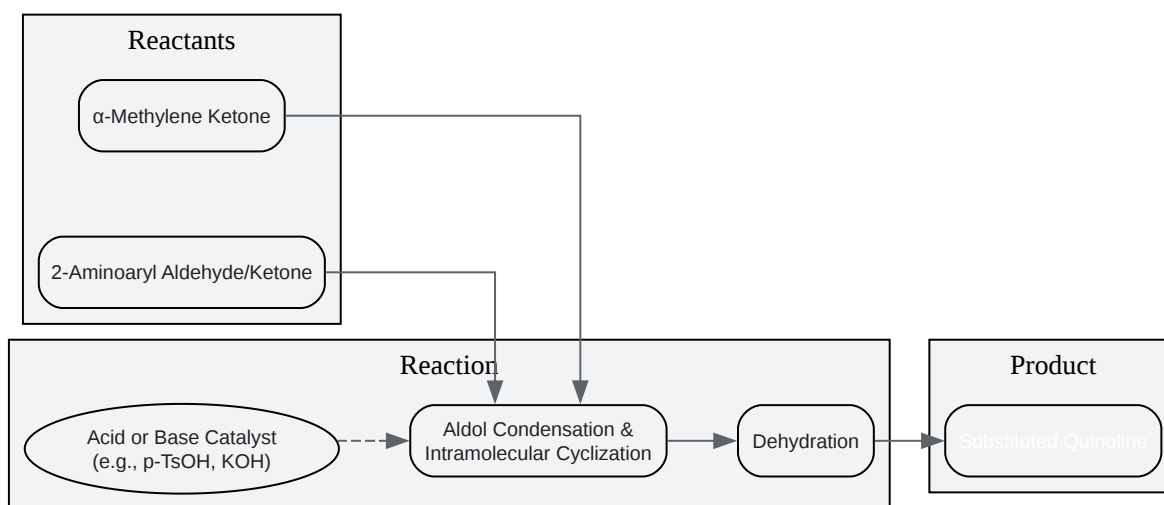 Reactants
α-Methylene Ketone
2-Aminoaryl Aldehyde/Ketone
Reaction
Acid or Base Catalyst
(e.g., p-TsOH, KOH)
Aldol Condensation &
Intramolecular Cyclization
Dehydration
Product
Substituted Quinoline